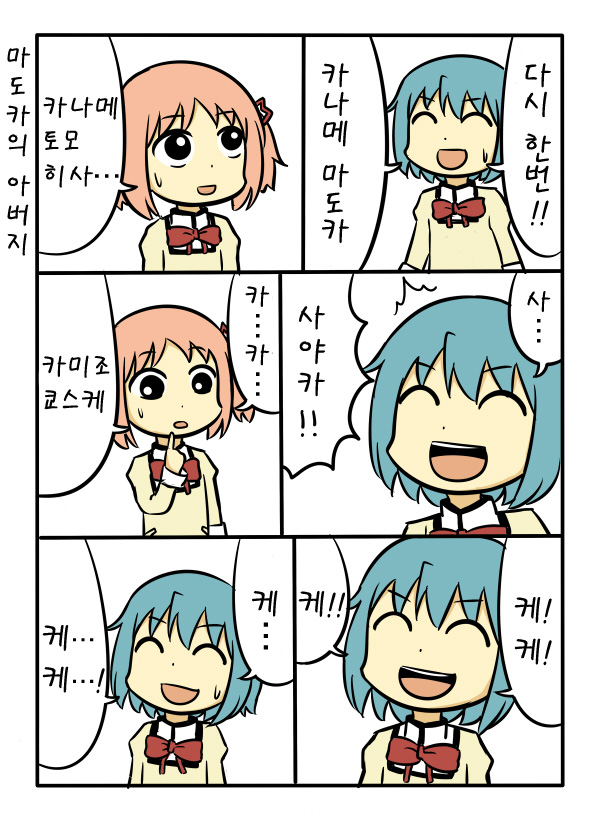 다시 한번!!
카나메 마도카
카나메
토모
히사…
마도카의 아버지
사…
사야카!!
카…
카…
카미조
쿄스케
케!
케!
케!!
케…
케…
케…!